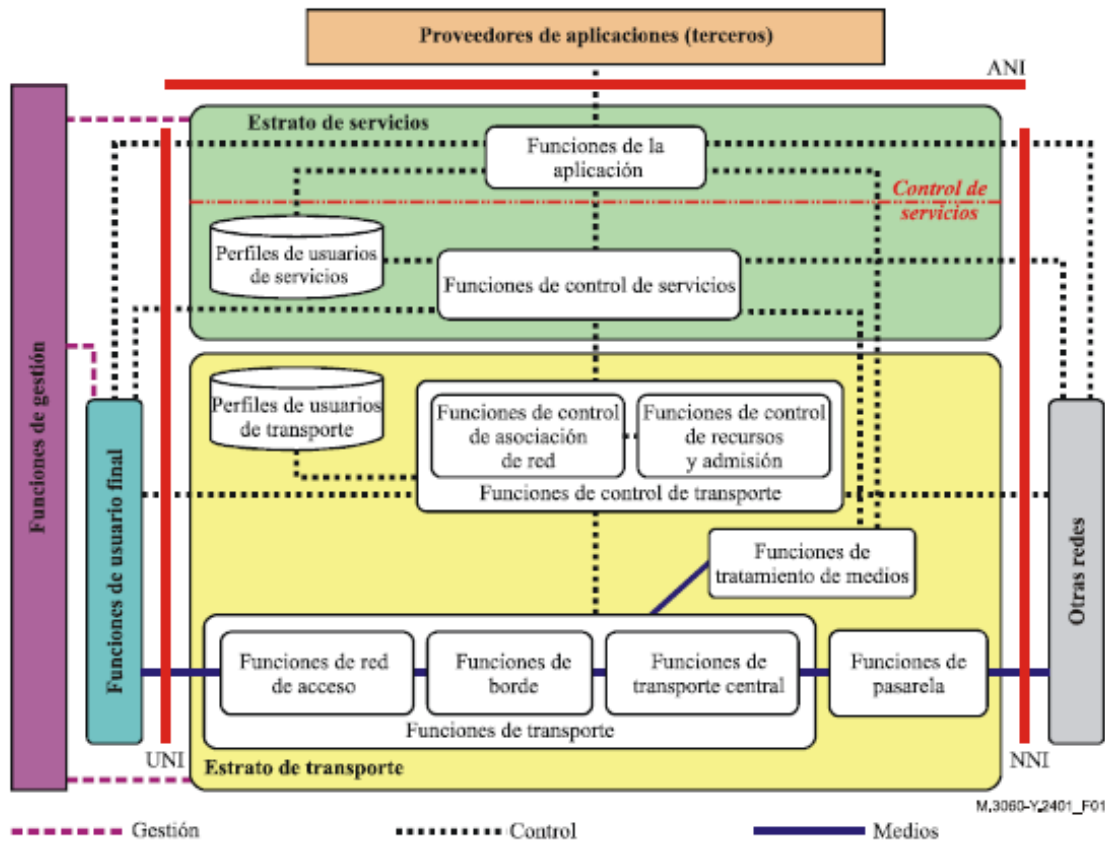 Proveedores de aplicaciones (terceros)
ANI
Estrato de servicios
Funciones de la
aplicación
Control de
servicios
Perfiles de usuarios
de servicios
Funciones de control de servicios
Funciones de gestión
Funciones de usuario final
Perfiles de usuarios
de transporte
Funciones de control
de asociación
de red
Funciones de control
de recursos
y admisión
Funciones de control de transporte
Funciones de
tratamiento de medios
Otras redes
Funciones de red
de acceso
Funciones de
borde
Funciones de
transporte central
Funciones de
pasarela
Funciones de transporte
UNI
Estrato de transporte
NNI
M.3060-Y.2401_F01
Gestión
Control
Medios